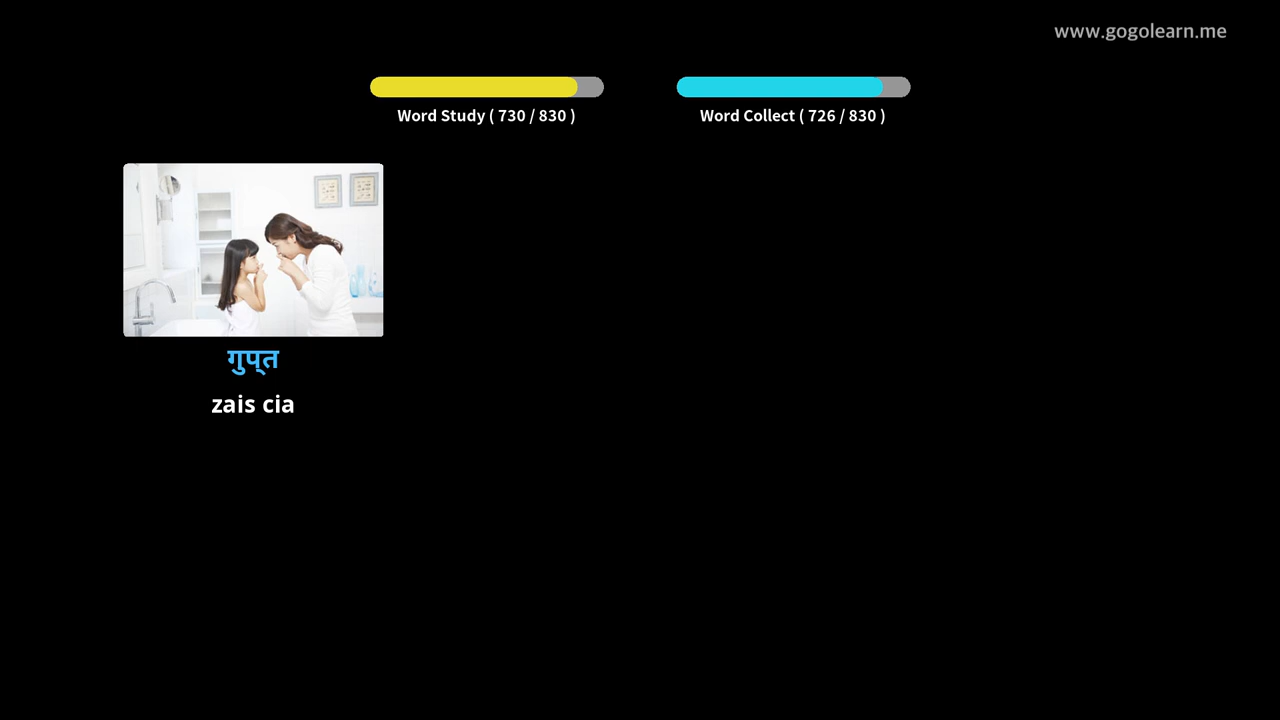 www.gogolearn.me
Word Study ( 730 / 830 )
Word Collect ( 726 / 830 )
गुप्त
zais cia